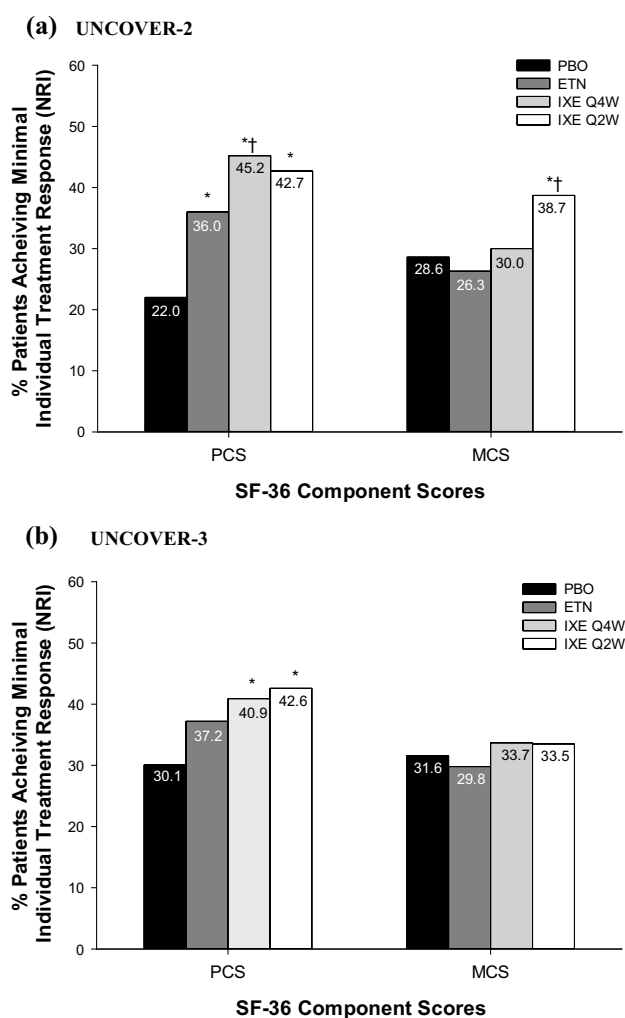 (a) UNCOVER-2
% Patients Acheiving Minimal
Individual Treatment Response (NRI)
60
50
40
30
20
10
0
PBO
ETN
IXE Q4W
IXE Q2W
22.0
*
36.0
*†
45.2
*
42.7
28.6
26.3
30.0
*†
38.7
PCS
MCS
SF-36 Component Scores
(b) UNCOVER-3
% Patients Acheiving Minimal
Individual Treatment Response (NRI)
60
50
40
30
20
10
0
PBO
ETN
IXE Q4W
IXE Q2W
30.1
37.2
*
40.9
*
42.6
31.6
29.8
33.7
33.5
PCS
MCS
SF-36 Component Scores